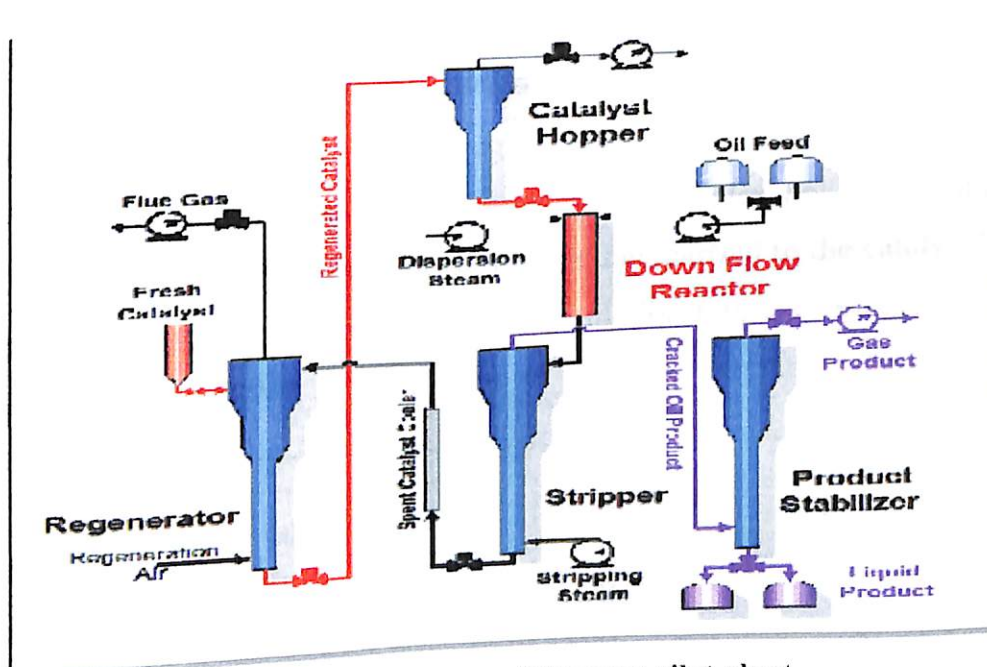 Catalyst
Hopper
Oil Feed
Regenerated Catalyst
Flue Gas
Dispersion
Steam
Down Flow
Reactor
Fresh
Catalyst
Gas
Product
Cracked Oil Product
Spent Catalyst Cooler
Stripper
Product
Stabilizer
Regenerator
Regeneration
Air
Stripping
Steam
Liquid
Product